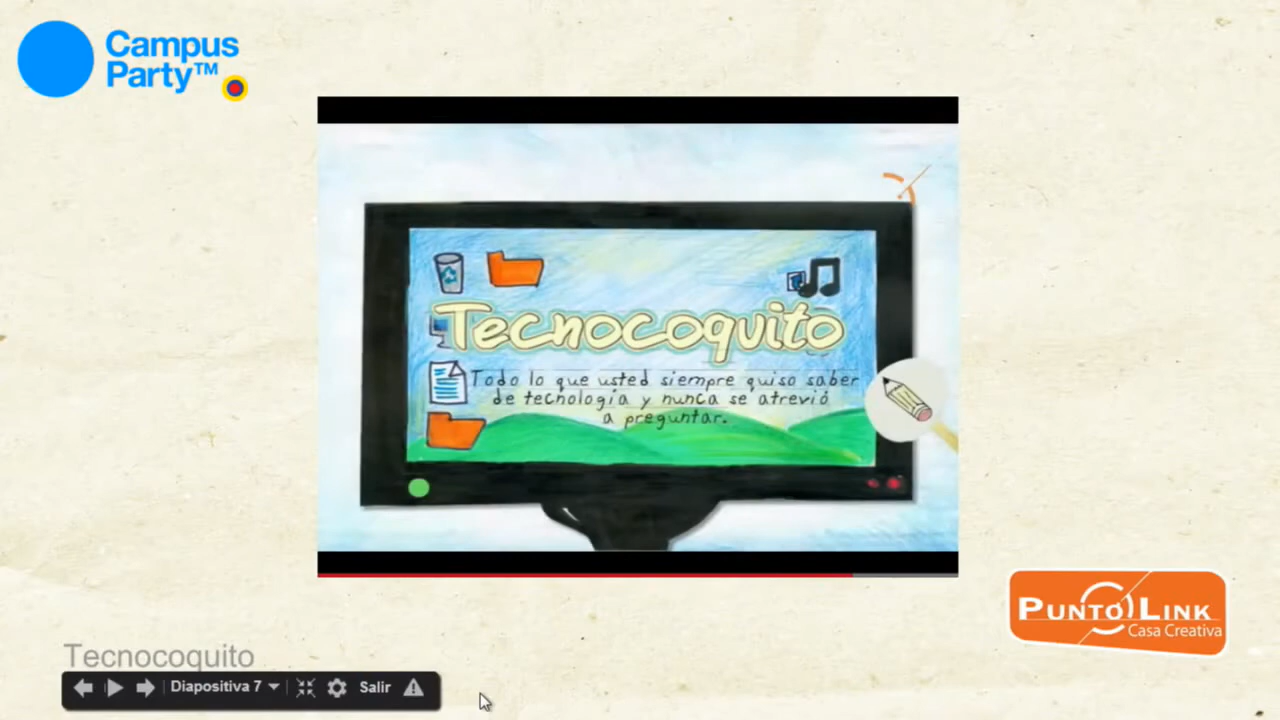 Campus
Party™
Tecnocoquito
Todo lo que usted siempre quiso saber
de tecnología y nunca se atrevió
a preguntar.
PUNTO LINK
Casa Creativa
Tecnocoquito
Diapositiva 7
Salir